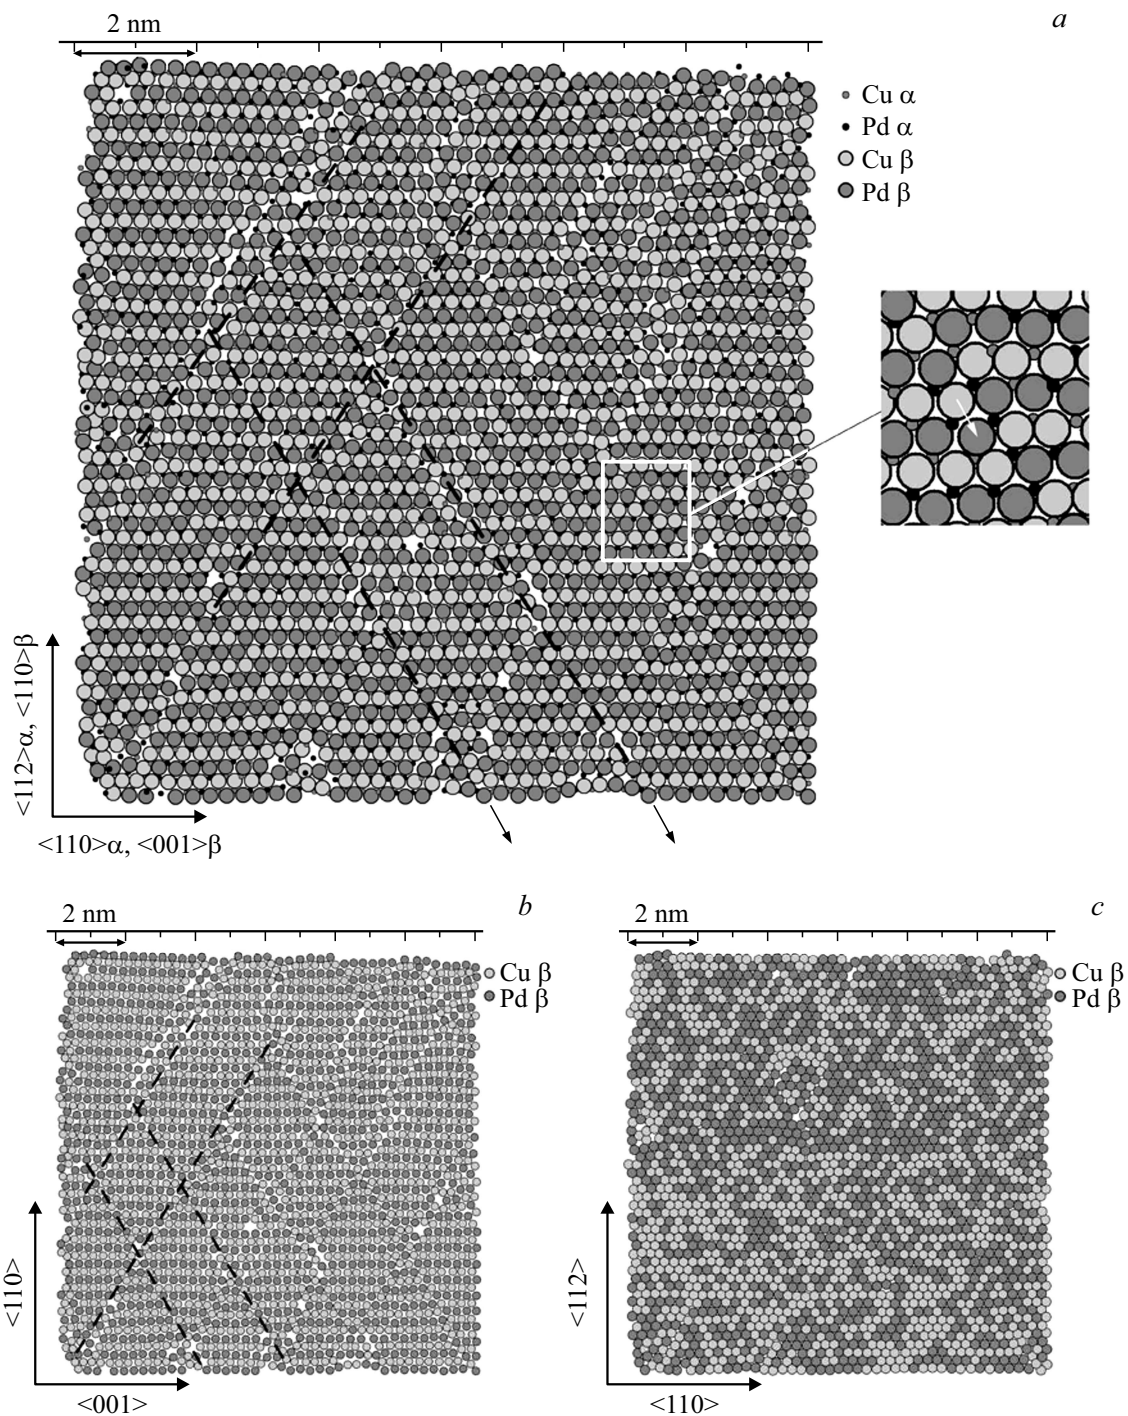 2 nm
a
Cu α
Pd α
Cu β
Pd β
<112>α, <110>β
<110>α, <001>β
2 nm
b
Cu β
Pd β
<110>
<001>
2 nm
c
Cu β
Pd β
<112>
<110>